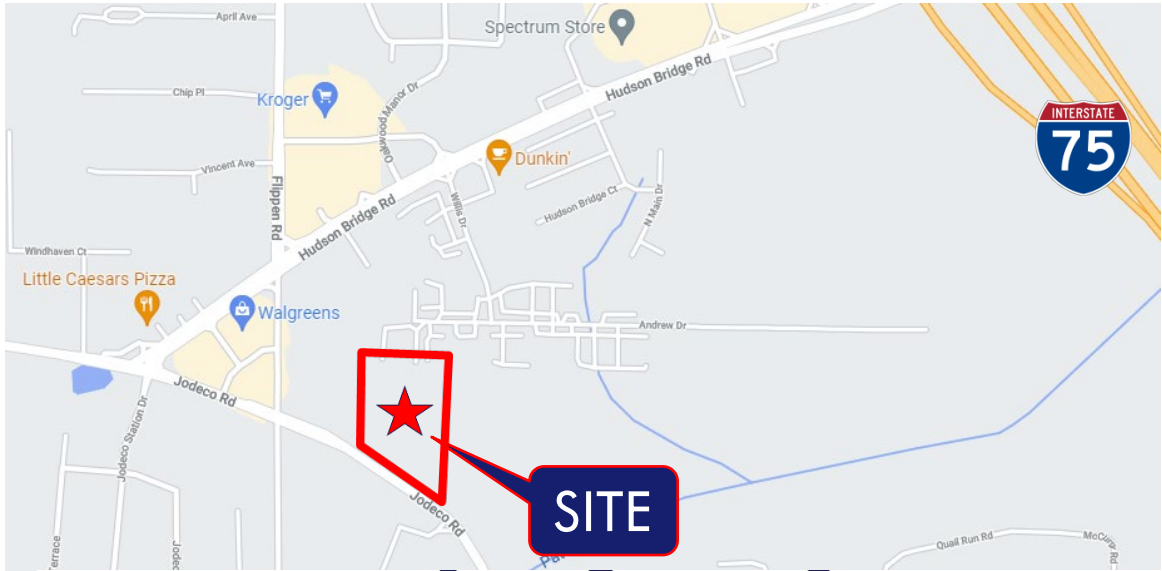 April Ave
Spectrum Store
Hudson Bridge Rd
Chip Pl
Kroger
Oakwood Manor Dr
INTERSTATE
75
Dunkin'
Vincent Ave
Flippen Rd
Hudson Bridge Rd
Willis Dr
Hudson Bridge Ct
N Main Dr
Windhaven Ct
Little Caesars Pizza
Walgreens
Andrew Dr
Jodeco Rd
Jodeco Station Dr
SITE
Jodeco Rd
Quail Run Rd
Terrace
Jodec